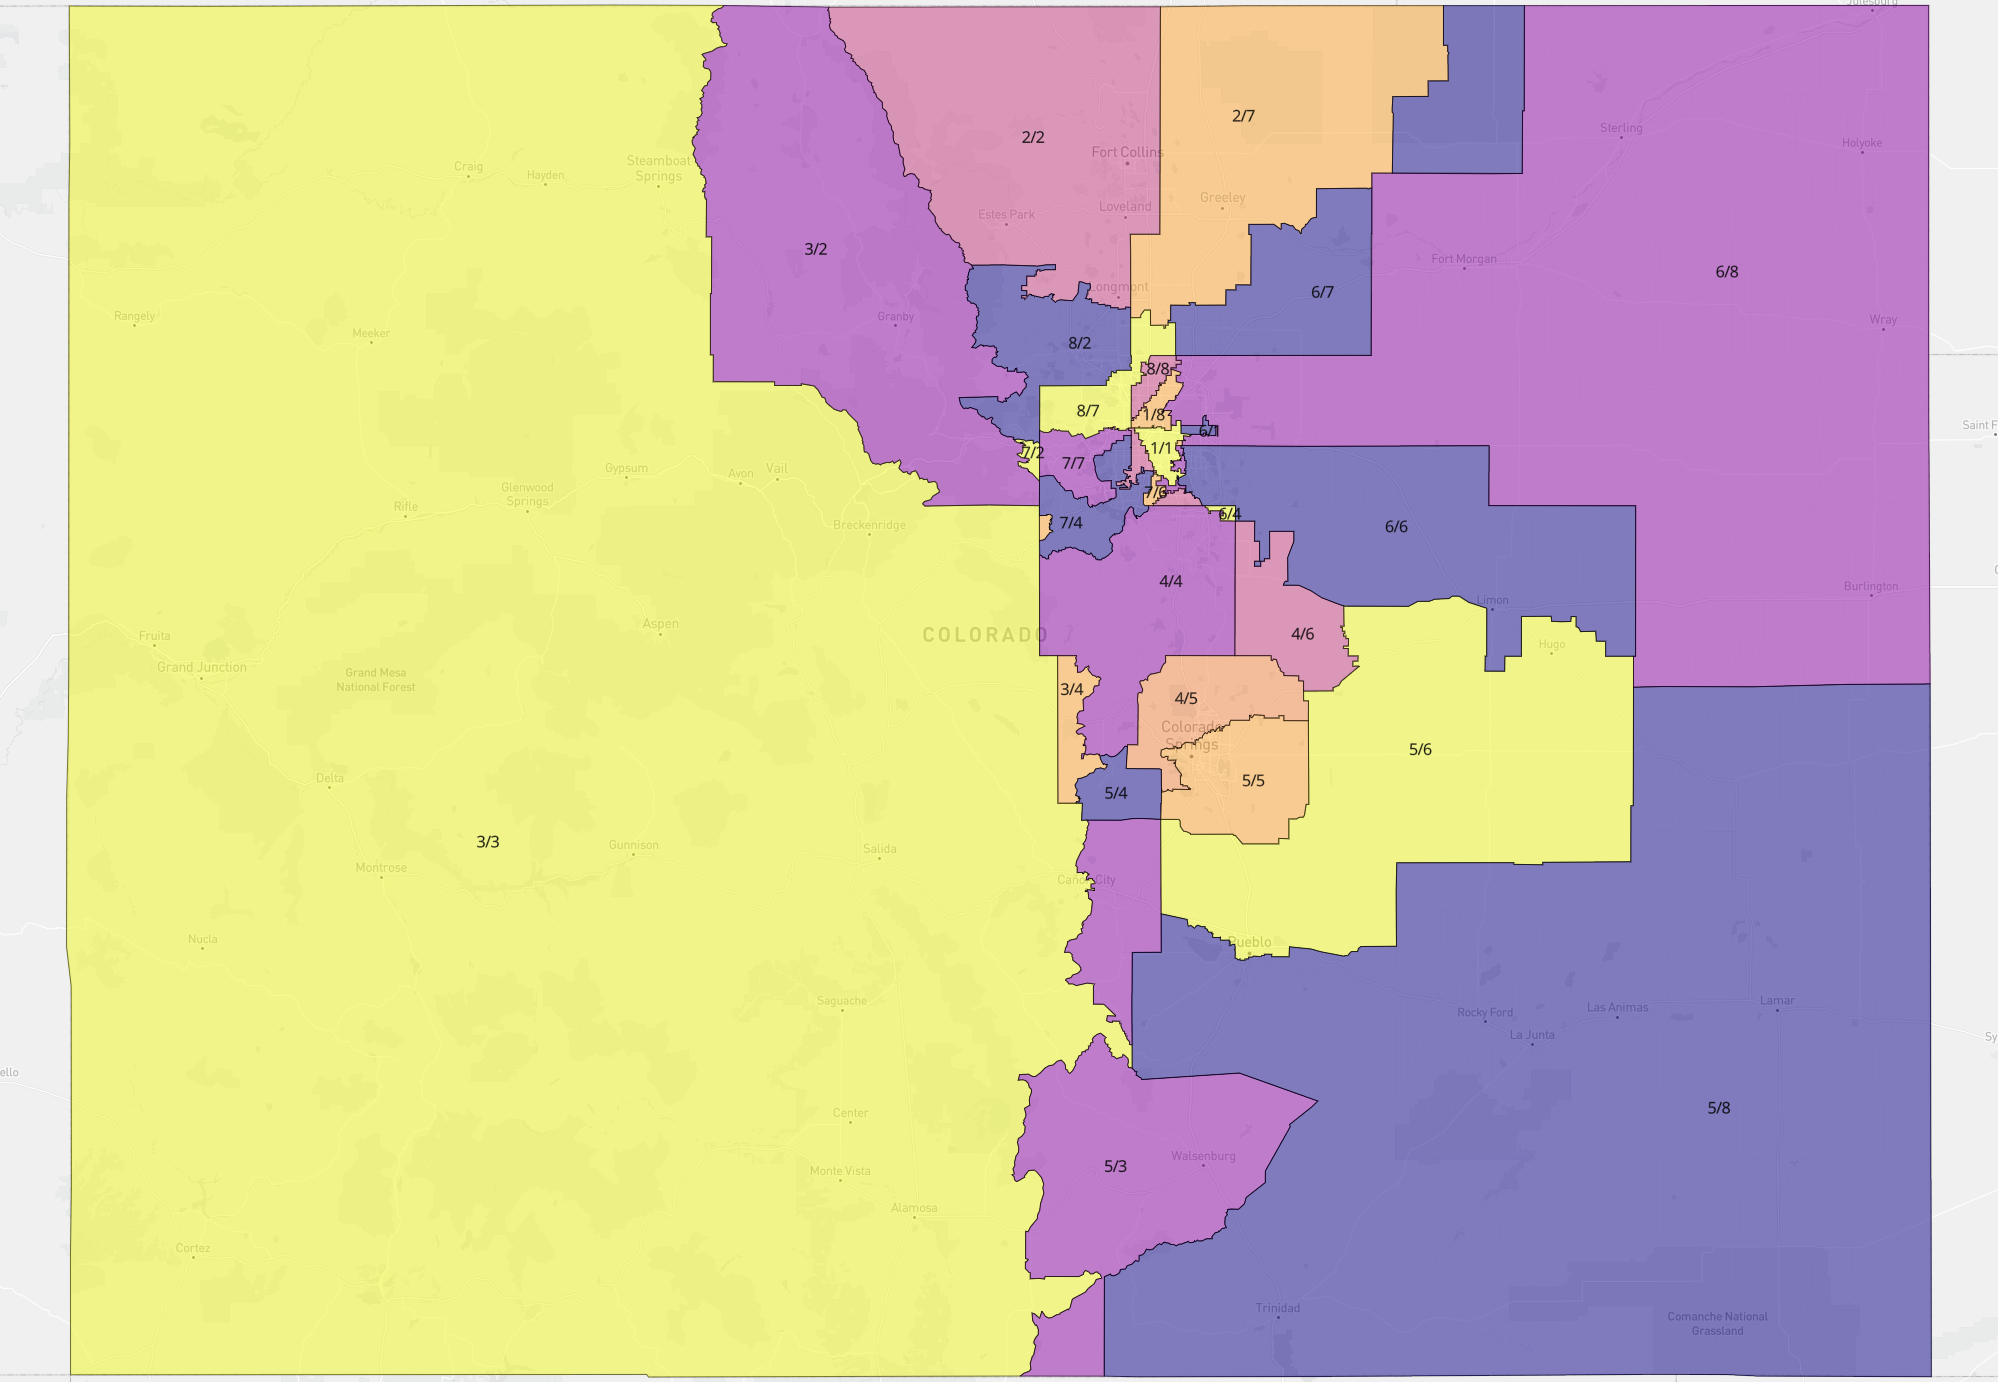 Julesburg
2/7
2/2
Sterling
Fort Collins
Holyoke
Craig
Steamboat
Springs
Hayden
Greeley
Loveland
Estes Park
3/2
Fort Morgan
6/8
Longmont
6/7
Rangely
Granby
Wray
Meeker
8/2
8/8
8/7
1/8
Saint F
6/1
1/1
7/2
7/7
Gypsum
Avon
Vail
Glenwood
Springs
7/6
Rifle
6/4
Breckenridge
7/4
6/6
4/4
Burlington
Limon
Fruita
Aspen
COLORADO
4/6
Hugo
Grand Junction
Grand Mesa
National Forest
3/4
4/5
Colorado
Springs
5/6
Delta
5/5
5/4
3/3
Gunnison
Salida
Montrose
Cañon City
Nucla
Pueblo
Saguache
Lamar
Las Animas
Rocky Ford
La Junta
Sy
ello
Center
5/8
Walsenburg
5/3
Monte Vista
Alamosa
Cortez
Trinidad
Comanche National
Grassland